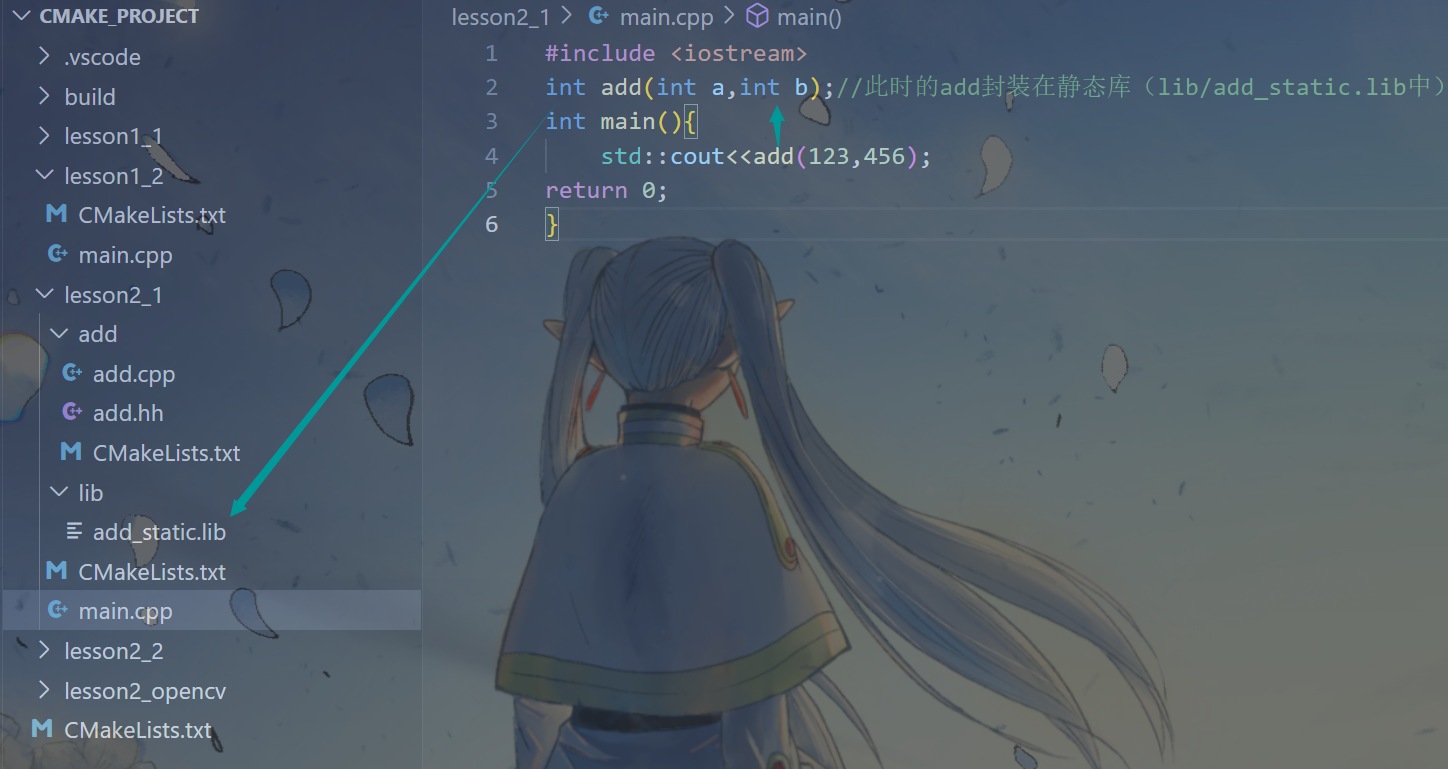 CMAKE_PROJECT
.vscode
build
lesson1_1
lesson1_2
CMakeLists.txt
main.cpp
lesson2_1
add
add.cpp
add.hh
CMakeLists.txt
lib
add_static.lib
CMakeLists.txt
main.cpp
lesson2_2
lesson2_opencv
CMakeLists.txt
lesson2_1 > main.cpp > main()
1 #include <iostream>
2 int add(int a,int b);//此时的add封装在静态库（lib/add_static.lib中）
3 int main(){
4 std::cout<<add(123,456);
5 return 0;
6 }